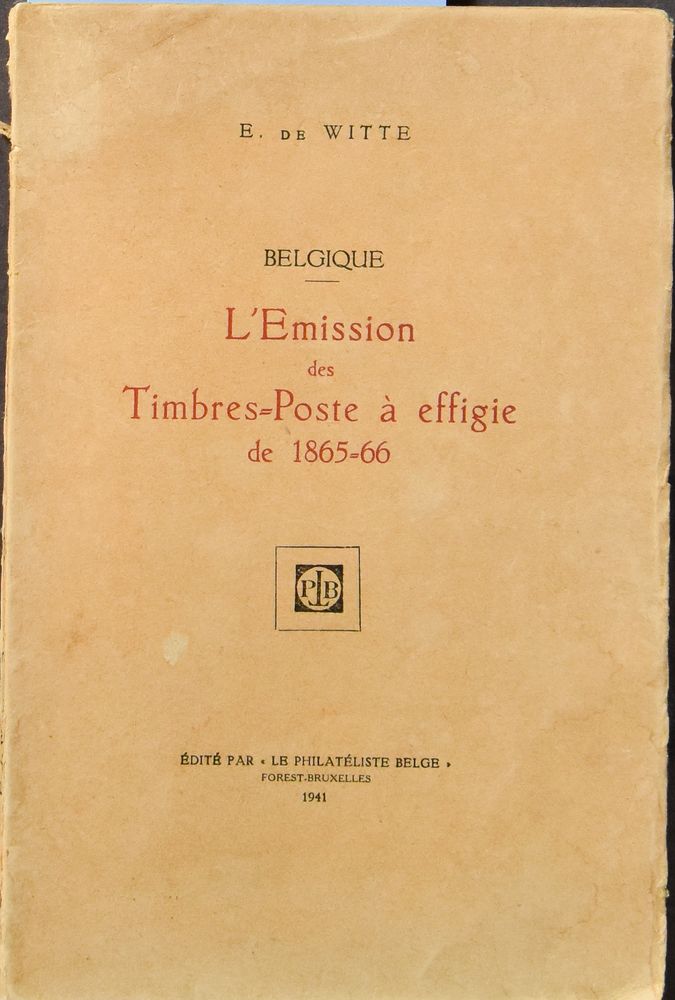 E. DE WITTE
BELGIQUE
L'Emission
des
Timbres-Poste à effigie
de 1865-66
PLB
ÉDITÉ PAR « LE PHILATÉLISTE BELGE »
FOREST-BRUXELLES
1941